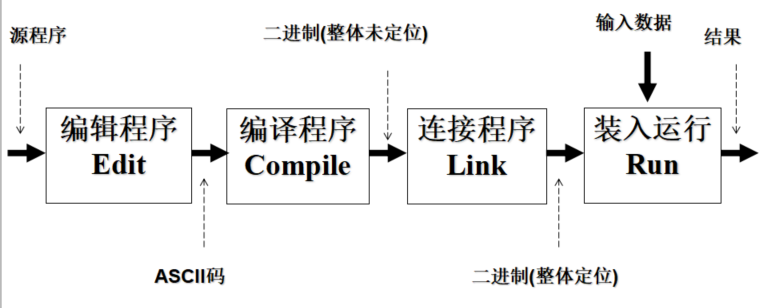 源程序
二进制(整体未定位)
输入数据
结果
编辑程序
Edit
编译程序
Compile
连接程序
Link
装入运行
Run
ASCII码
二进制(整体定位)